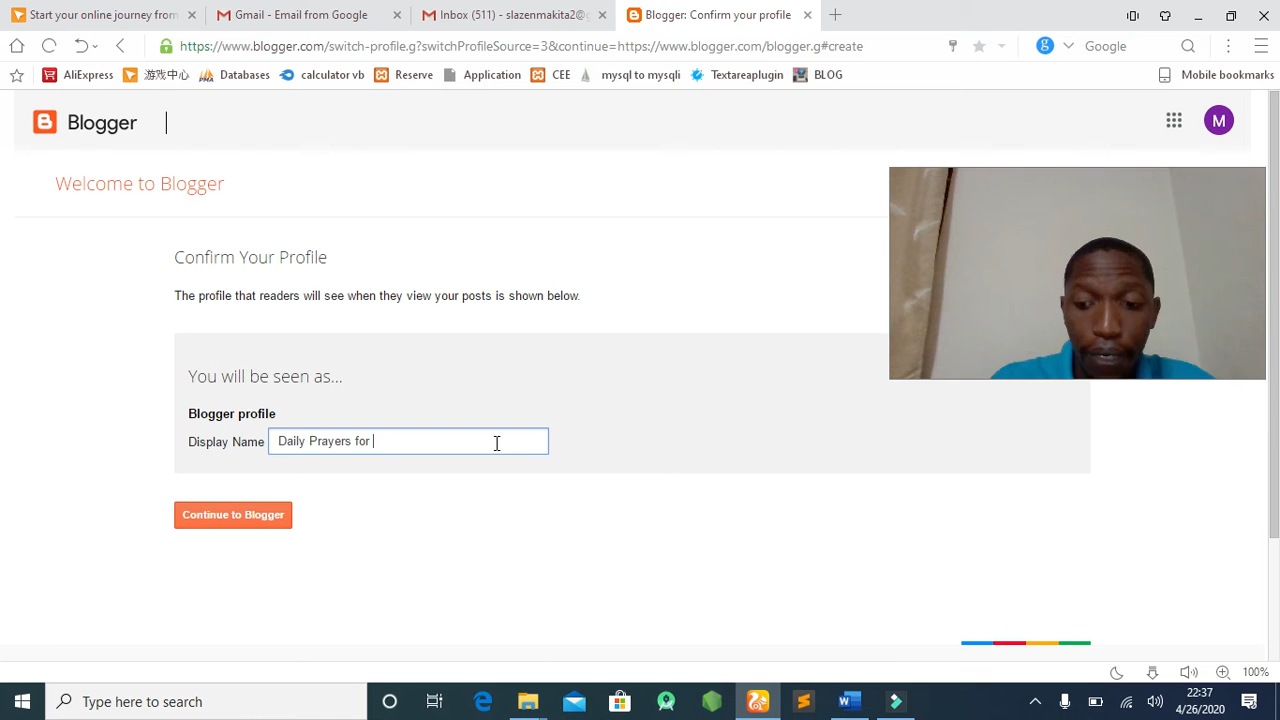 Start your online journey from
Gmail - Email from Google
Inbox (511) - slazenmakita2@g
Blogger: Confirm your profile
https://www.blogger.com/switch-profile.g?switchProfileSource=3&continue=https://www.blogger.com/blogger.g#create
Google
AliExpress
游戏中心
Databases
calculator vb
Reserve
Application
CEE
mysql to mysqli
Textareaplugin
BLOG
Mobile bookmarks
Blogger
M
Welcome to Blogger
Confirm Your Profile
The profile that readers will see when they view your posts is shown below.
You will be seen as...
Blogger profile
Display Name Daily Prayers for
Continue to Blogger
100%
Type here to search
22:37
4/26/2020